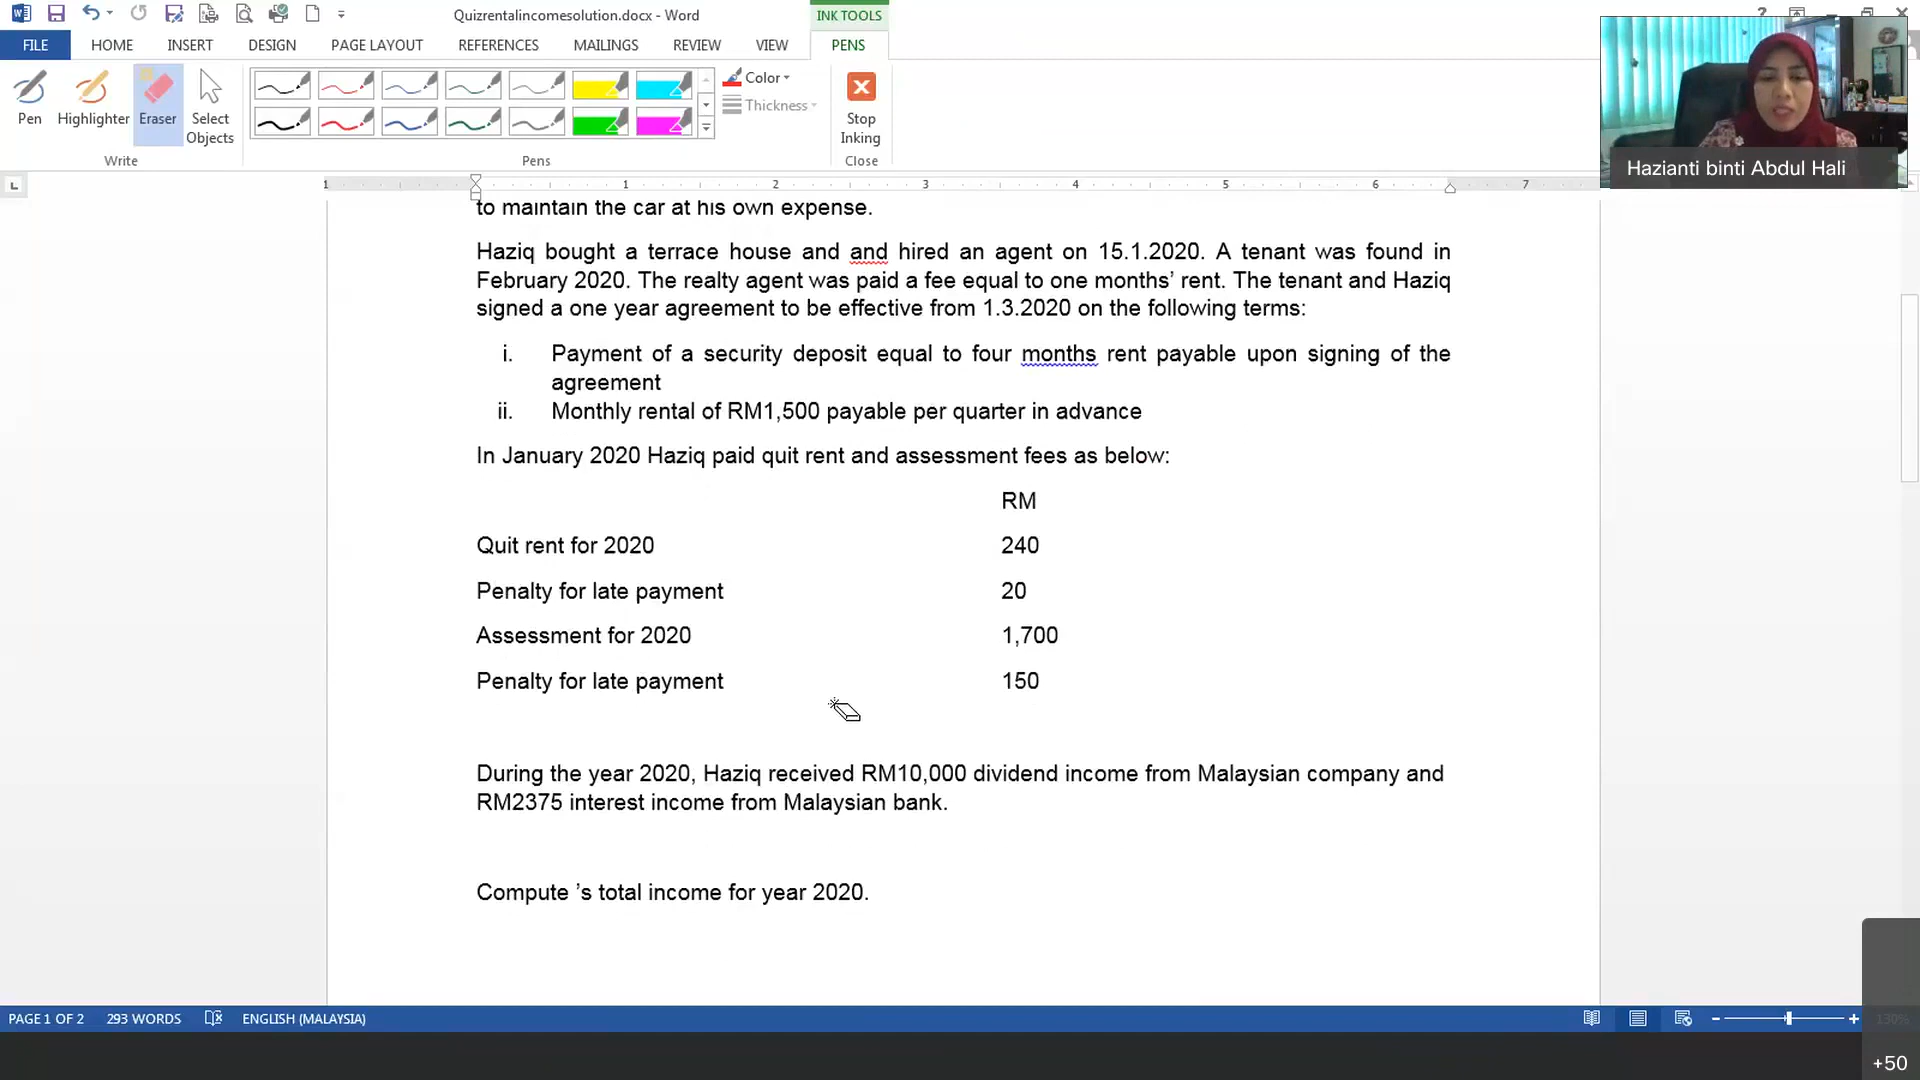 Quizrentalincomesolution.docx - Word
INK TOOLS
?
FILE HOME INSERT DESIGN PAGE LAYOUT REFERENCES MAILINGS REVIEW VIEW PENS
Pen
Highlighter
Eraser
Select Objects
Color
Thickness
Stop Inking
Write
Pens
Close
Hazianti binti Abdul Hali
1 1 2 3 4 5 6 7
to maintain the car at his own expense.
Haziq bought a terrace house and and hired an agent on 15.1.2020. A tenant was found in
February 2020. The realty agent was paid a fee equal to one months’ rent. The tenant and Haziq
signed a one year agreement to be effective from 1.3.2020 on the following terms:
i. Payment of a security deposit equal to four months rent payable upon signing of the
agreement
ii. Monthly rental of RM1,500 payable per quarter in advance
In January 2020 Haziq paid quit rent and assessment fees as below:
RM
Quit rent for 2020 240
Penalty for late payment 20
Assessment for 2020 1,700
Penalty for late payment 150
During the year 2020, Haziq received RM10,000 dividend income from Malaysian company and
RM2375 interest income from Malaysian bank.
Compute ’s total income for year 2020.
PAGE 1 OF 2 293 WORDS ENGLISH (MALAYSIA) 130%
+50